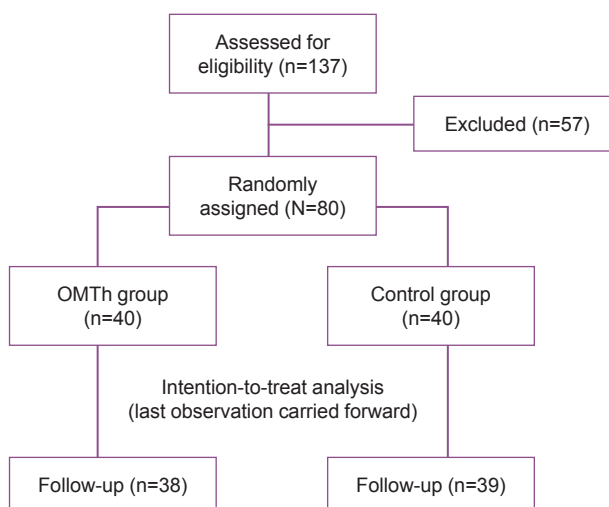 Assessed for
eligibility (n=137)
Excluded (n=57)
Randomly
assigned (N=80)
OMTh group
(n=40)
Control group
(n=40)
Intention-to-treat analysis
(last observation carried forward)
Follow-up (n=38)
Follow-up (n=39)